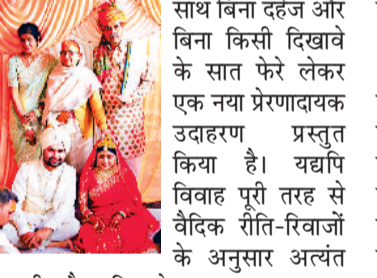 साथ बिना दहेज और
बिना किसी दिखावे
के सात फेरे लेकर
एक नया प्रेरणादायक
उदाहरण प्रस्तुत
किया है। यद्यपि
विवाह पूरी तरह से
वैदिक रीति-रिवाजों
के अनुसार अत्यंत